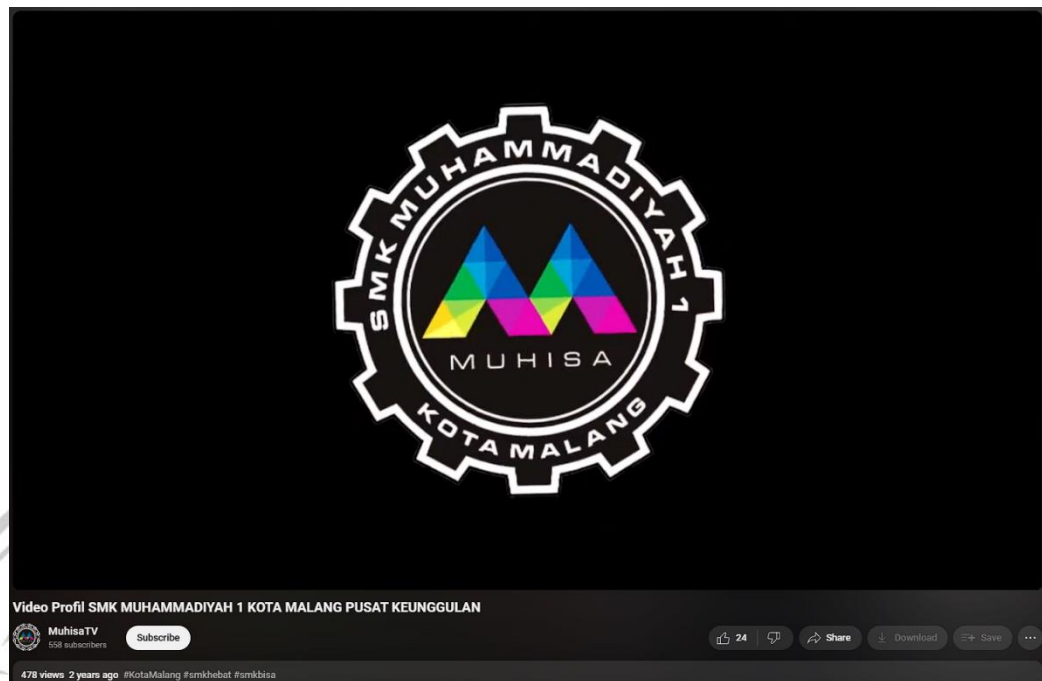 SMK MUHAMMADIYAH 1
MUHISA
KOTA MALANG
Video Profil SMK MUHAMMADIYAH 1 KOTA MALANG PUSAT KEUNGGULAN
MuhisaTV
558 subscribers
Subscribe
24
Share
Download
Save
478 views 2 years ago #KotaMalang #smkhebat #smkbisa